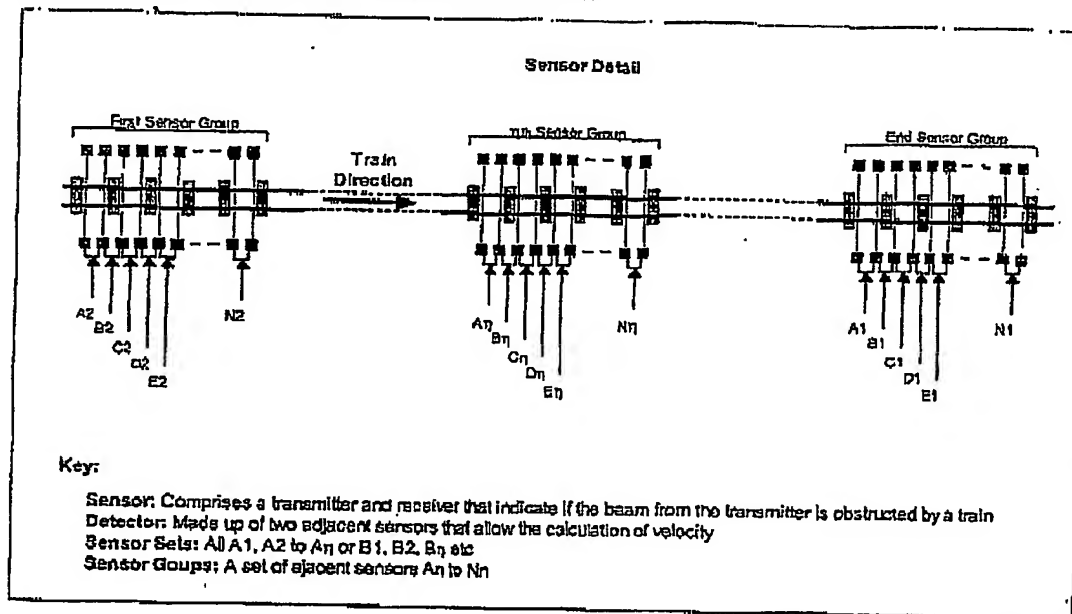 Sensor Detail
First Sensor Group
ηth Sensor Group
End Sensor Group
Train
Direction
A2
B2
C2
D2
E2
N2
Aη
Bη
Cη
Dη
Eη
Nη
A1
B1
C1
D1
E1
N1
Key:
Sensor: Comprises a transmitter and receiver that indicate if the beam from the transmitter is obstructed by a train
Detector: Made up of two adjacent sensors that allow the calculation of velocity
Sensor Sets: All A1, A2 to Aη or B1, B2, Bη etc
Sensor Goups: A set of ajacent sensors Aη to Nη